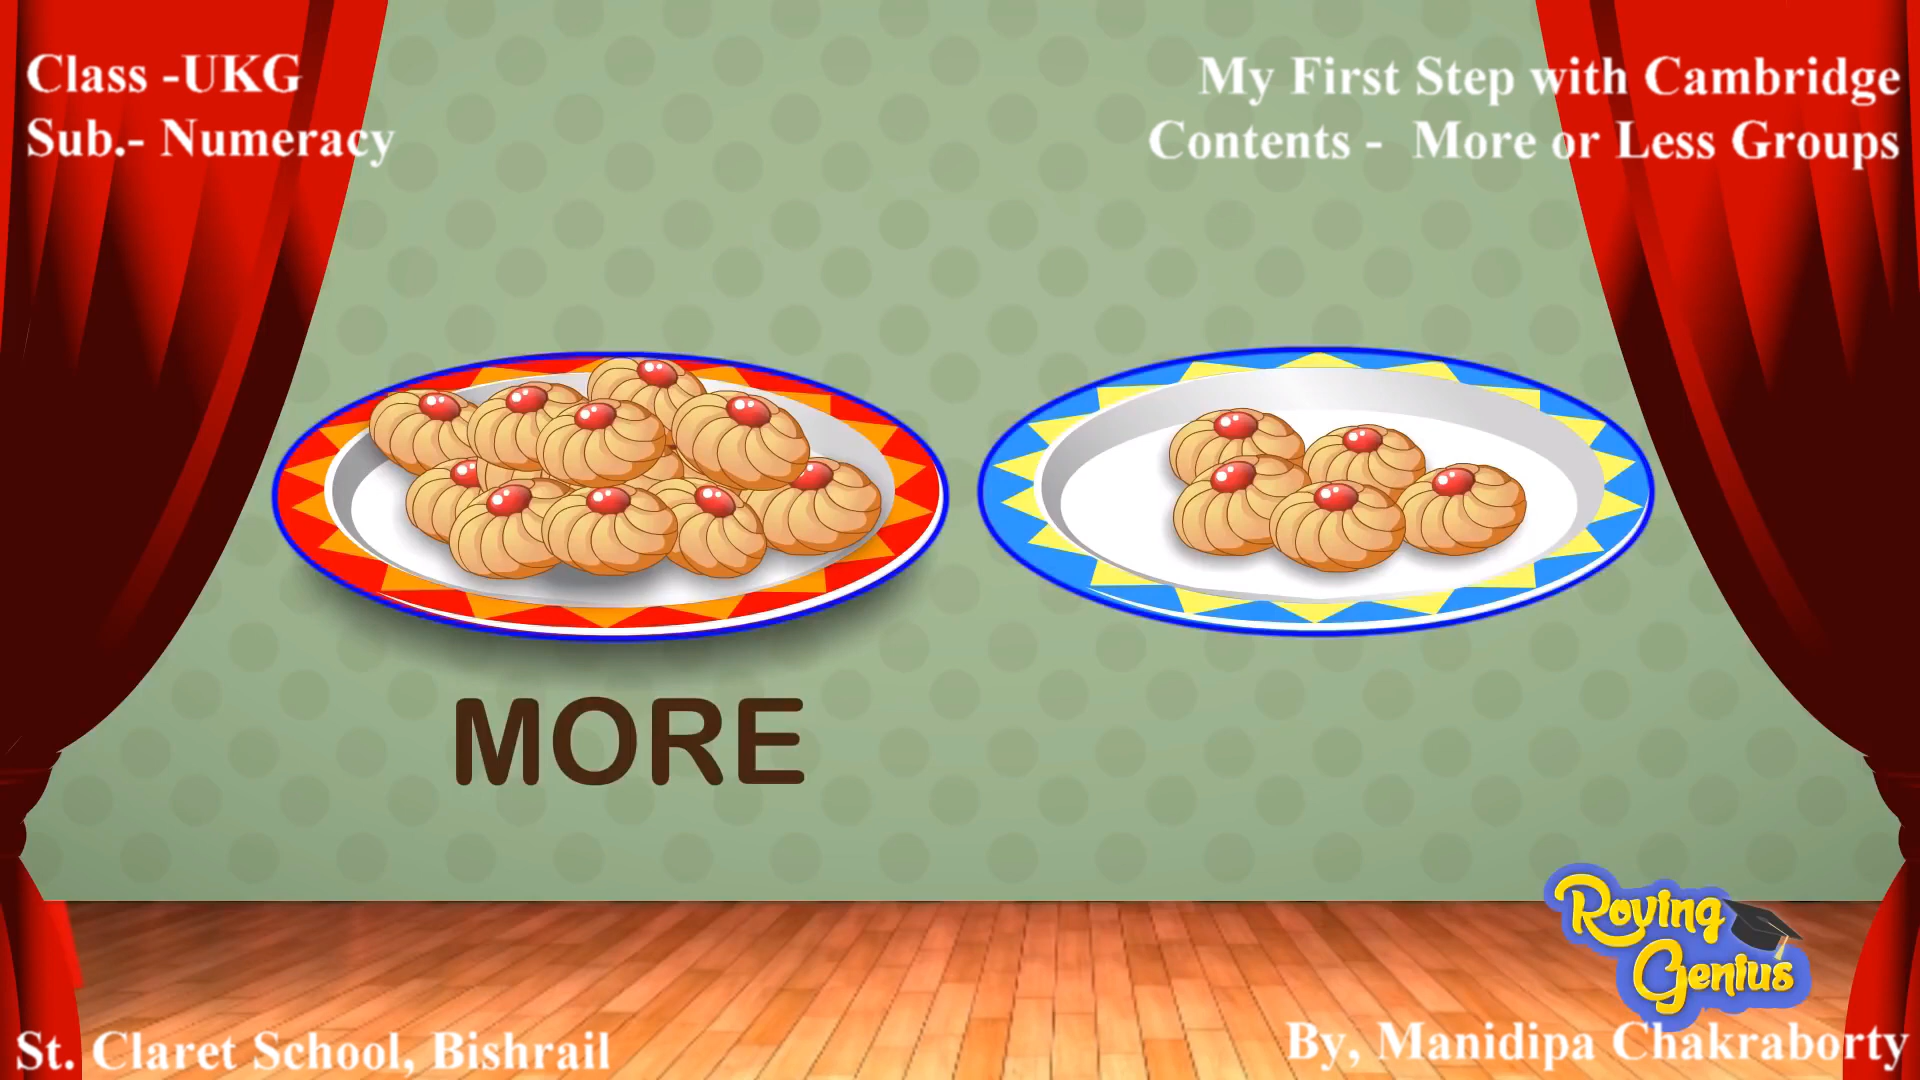 Class -UKG
Sub.- Numeracy
My First Step with Cambridge
Contents - More or Less Groups
MORE
Roving
Genius
St. Claret School, Bishrail
By, Manidipa Chakraborty